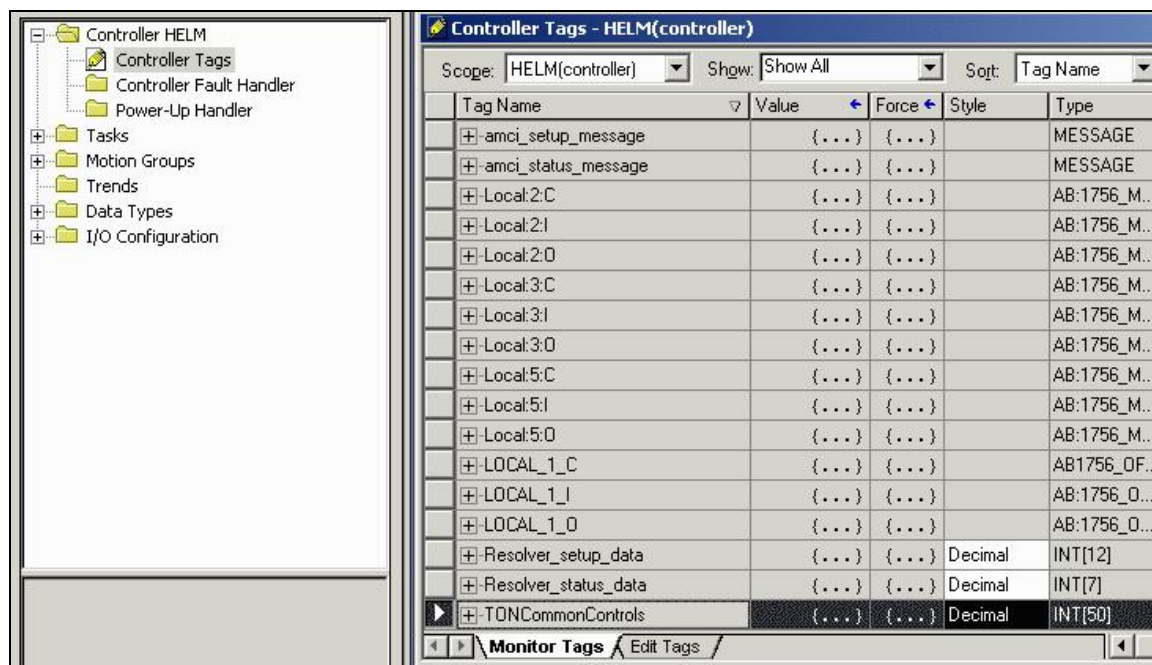 Controller HELM
Controller Tags
Controller Fault Handler
Power-Up Handler
Tasks
Motion Groups
Trends
Data Types
I/O Configuration
Controller Tags - HELM(controller)
Scope: HELM(controller) Show: Show All Sort: Tag Name
Tag Name Value Force Style Type
amci_setup_message {...} {...} MESSAGE
amci_status_message {...} {...} MESSAGE
Local:2:C {...} {...} AB:1756_M...
Local:2:I {...} {...} AB:1756_M...
Local:2:O {...} {...} AB:1756_M...
Local:3:C {...} {...} AB:1756_M...
Local:3:I {...} {...} AB:1756_M...
Local:3:O {...} {...} AB:1756_M...
Local:5:C {...} {...} AB:1756_M...
Local:5:I {...} {...} AB:1756_M...
Local:5:O {...} {...} AB:1756_M...
LOCAL_1_C {...} {...} AB1756_OF...
LOCAL_1_I {...} {...} AB:1756_O...
LOCAL_1_O {...} {...} AB:1756_O...
Resolver_setup_data {...} {...} Decimal INT[12]
Resolver_status_data {...} {...} Decimal INT[7]
TONCommonControls {...} {...} Decimal INT[50]
Monitor Tags Edit Tags